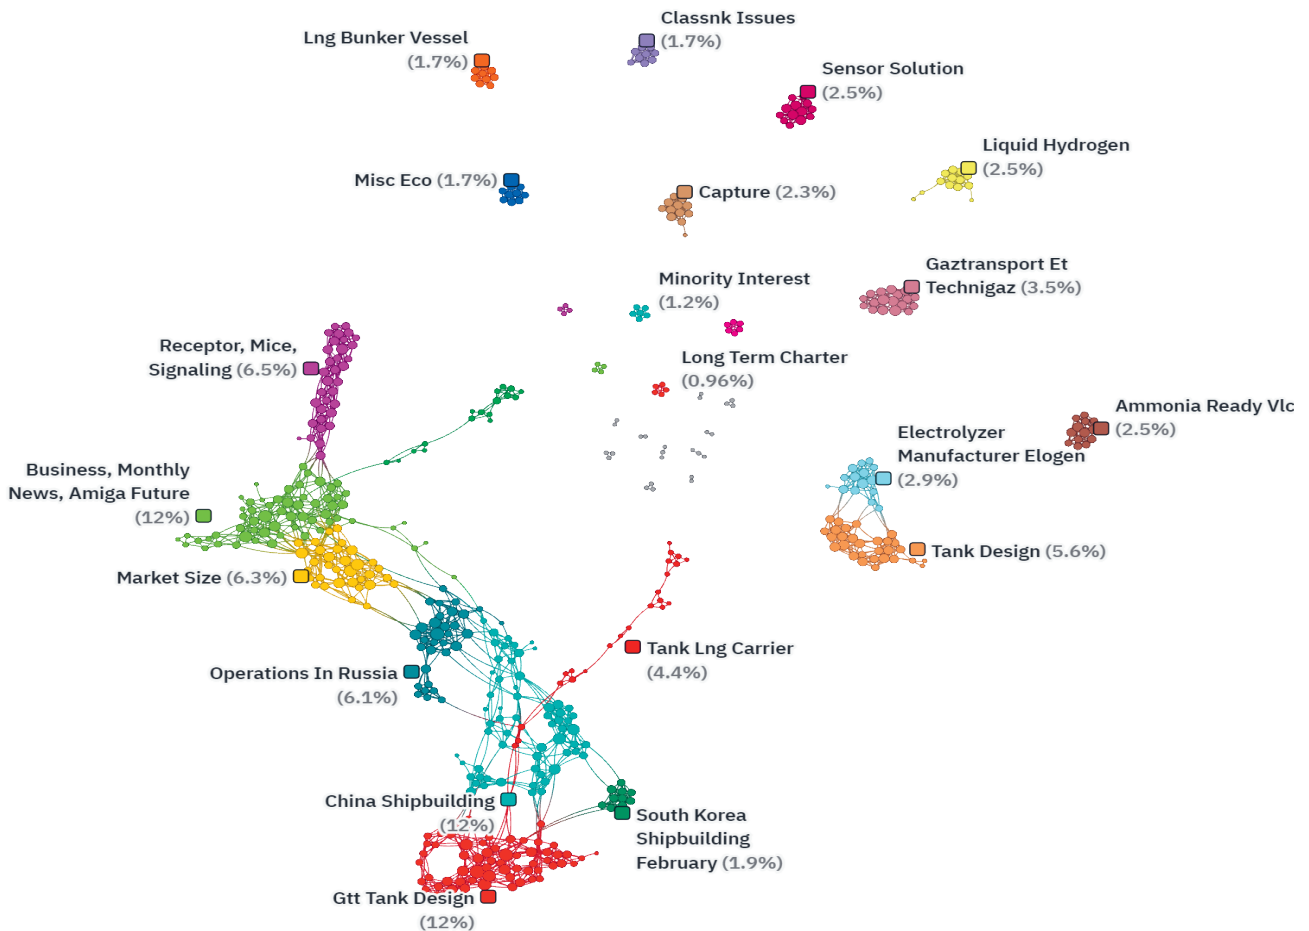 Classnk Issues
(1.7%)
Lng Bunker Vessel
(1.7%)
Sensor Solution
(2.5%)
Liquid Hydrogen
(2.5%)
Misc Eco (1.7%)
Capture (2.3%)
Gaztransport Et
Technigaz (3.5%)
Minority Interest
(1.2%)
Receptor, Mice,
Signaling (6.5%)
Long Term Charter
(0.96%)
Ammonia Ready Vlc
(2.5%)
Electrolyzer
Manufacturer Elogen
(2.9%)
Business, Monthly
News, Amiga Future
(12%)
Tank Design (5.6%)
Market Size (6.3%)
Tank Lng Carrier
(4.4%)
Operations In Russia
(6.1%)
China Shipbuilding
(12%)
South Korea
Shipbuilding
February (1.9%)
Gtt Tank Design
(12%)